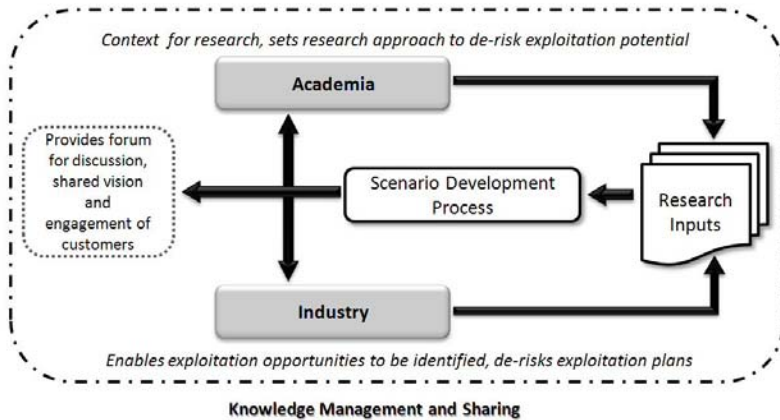 Context for research, sets research approach to de-risk exploitation potential
Academia
Provides forum
for discussion,
shared vision
and
engagement of
customers
Scenario Development
Process
Research
Inputs
Industry
Enables exploitation opportunities to be identified, de-risks exploitation plans
Knowledge Management and Sharing